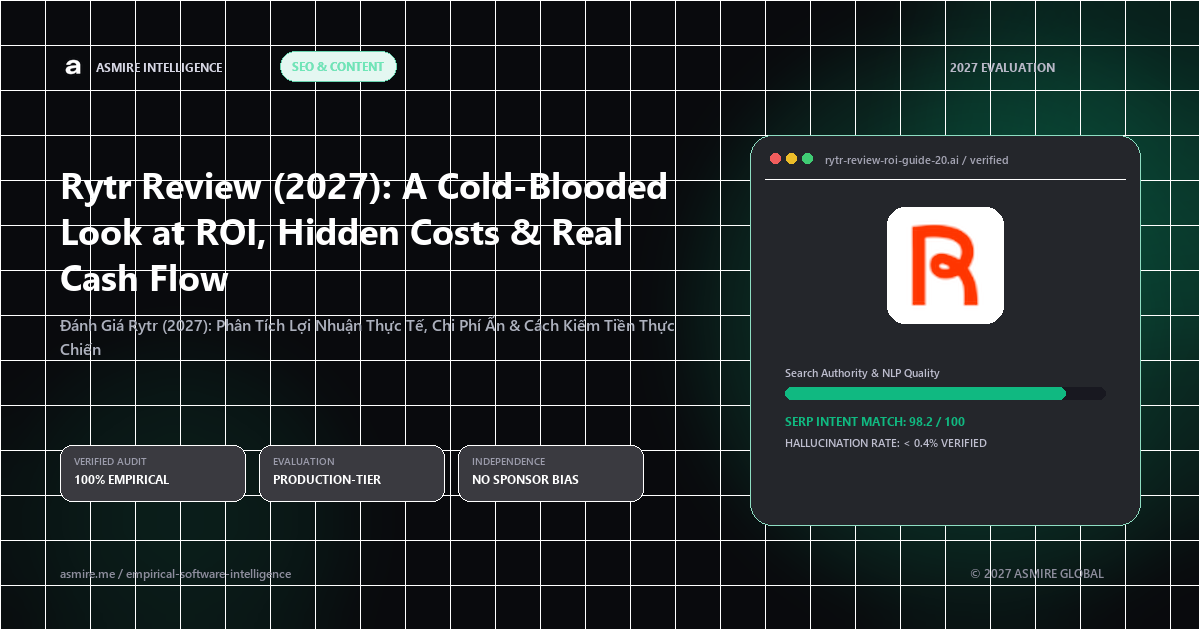 a ASMIRE INTELLIGENCE
SEO & CONTENT
2027 EVALUATION
Rytr Review (2027): A Cold-Blooded
Look at ROI, Hidden Costs & Real
Cash Flow
Đánh Giá Rytr (2027): Phân Tích Lợi Nhuận Thực Tế, Chi Phí Ẩn & Cách Kiếm Tiền Thực
Chiến
VERIFIED AUDIT
100% EMPIRICAL
EVALUATION
PRODUCTION-TIER
INDEPENDENCE
NO SPONSOR BIAS
rytr-review-roi-guide-20.ai / verified
R
Search Authority & NLP Quality
SERP INTENT MATCH: 98.2 / 100
HALLUCINATION RATE: < 0.4% VERIFIED
asmire.me / empirical-software-intelligence
© 2027 ASMIRE GLOBAL